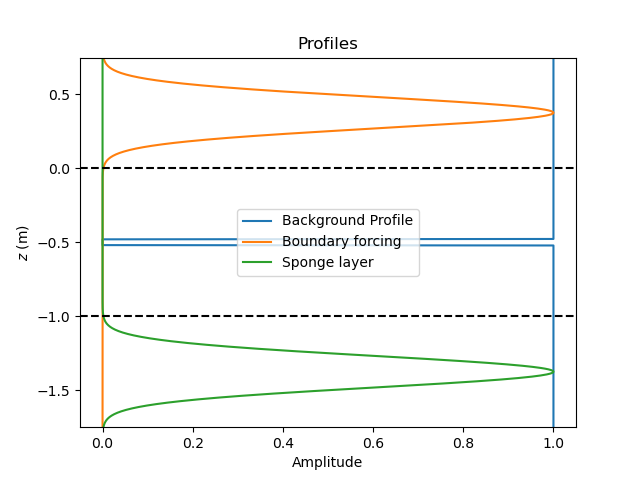 Profiles
0.5
0.0
−0.5
−1.0
−1.5
z (m)
Background Profile
Boundary forcing
Sponge layer
0.0 0.2 0.4 0.6 0.8 1.0
Amplitude